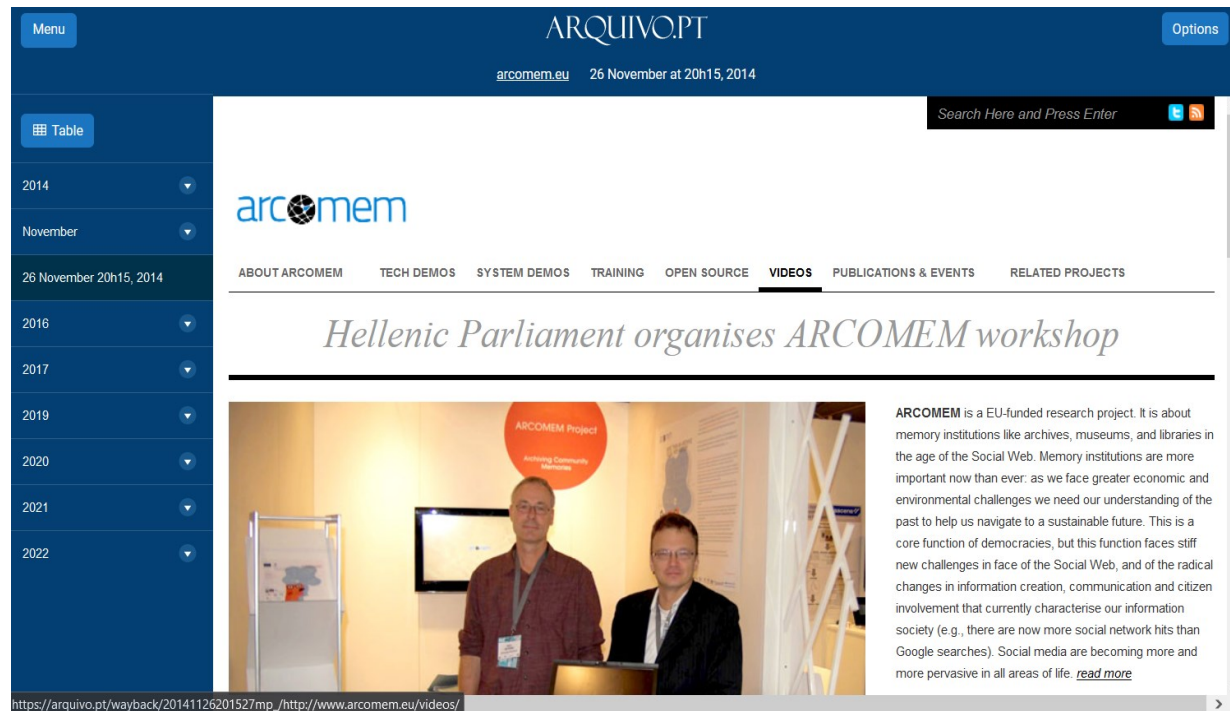 Menu
ARQUIVO.PT
Options
arcomem.eu 26 November at 20h15, 2014
Table
2014
November
26 November 20h15, 2014
2016
2017
2019
2020
2021
2022
Search Here and Press Enter
arcomem
ABOUT ARCOMEM TECH DEMOS SYSTEM DEMOS TRAINING OPEN SOURCE VIDEOS PUBLICATIONS & EVENTS RELATED PROJECTS
Hellenic Parliament organises ARCOMEM workshop
ARCOMEM Project
Archiving Community
Memories
ARCOMEM is a EU-funded research project. It is about
memory institutions like archives, museums, and libraries in
the age of the Social Web. Memory institutions are more
important now than ever: as we face greater economic and
environmental challenges we need our understanding of the
past to help us navigate to a sustainable future. This is a
core function of democracies, but this function faces stiff
new challenges in face of the Social Web, and of the radical
changes in information creation, communication and citizen
involvement that currently characterise our information
society (e.g., there are now more social network hits than
Google searches). Social media are becoming more and
more pervasive in all areas of life. read more
https://arquivo.pt/wayback/20141126201527mp_/http://www.arcomem.eu/videos/